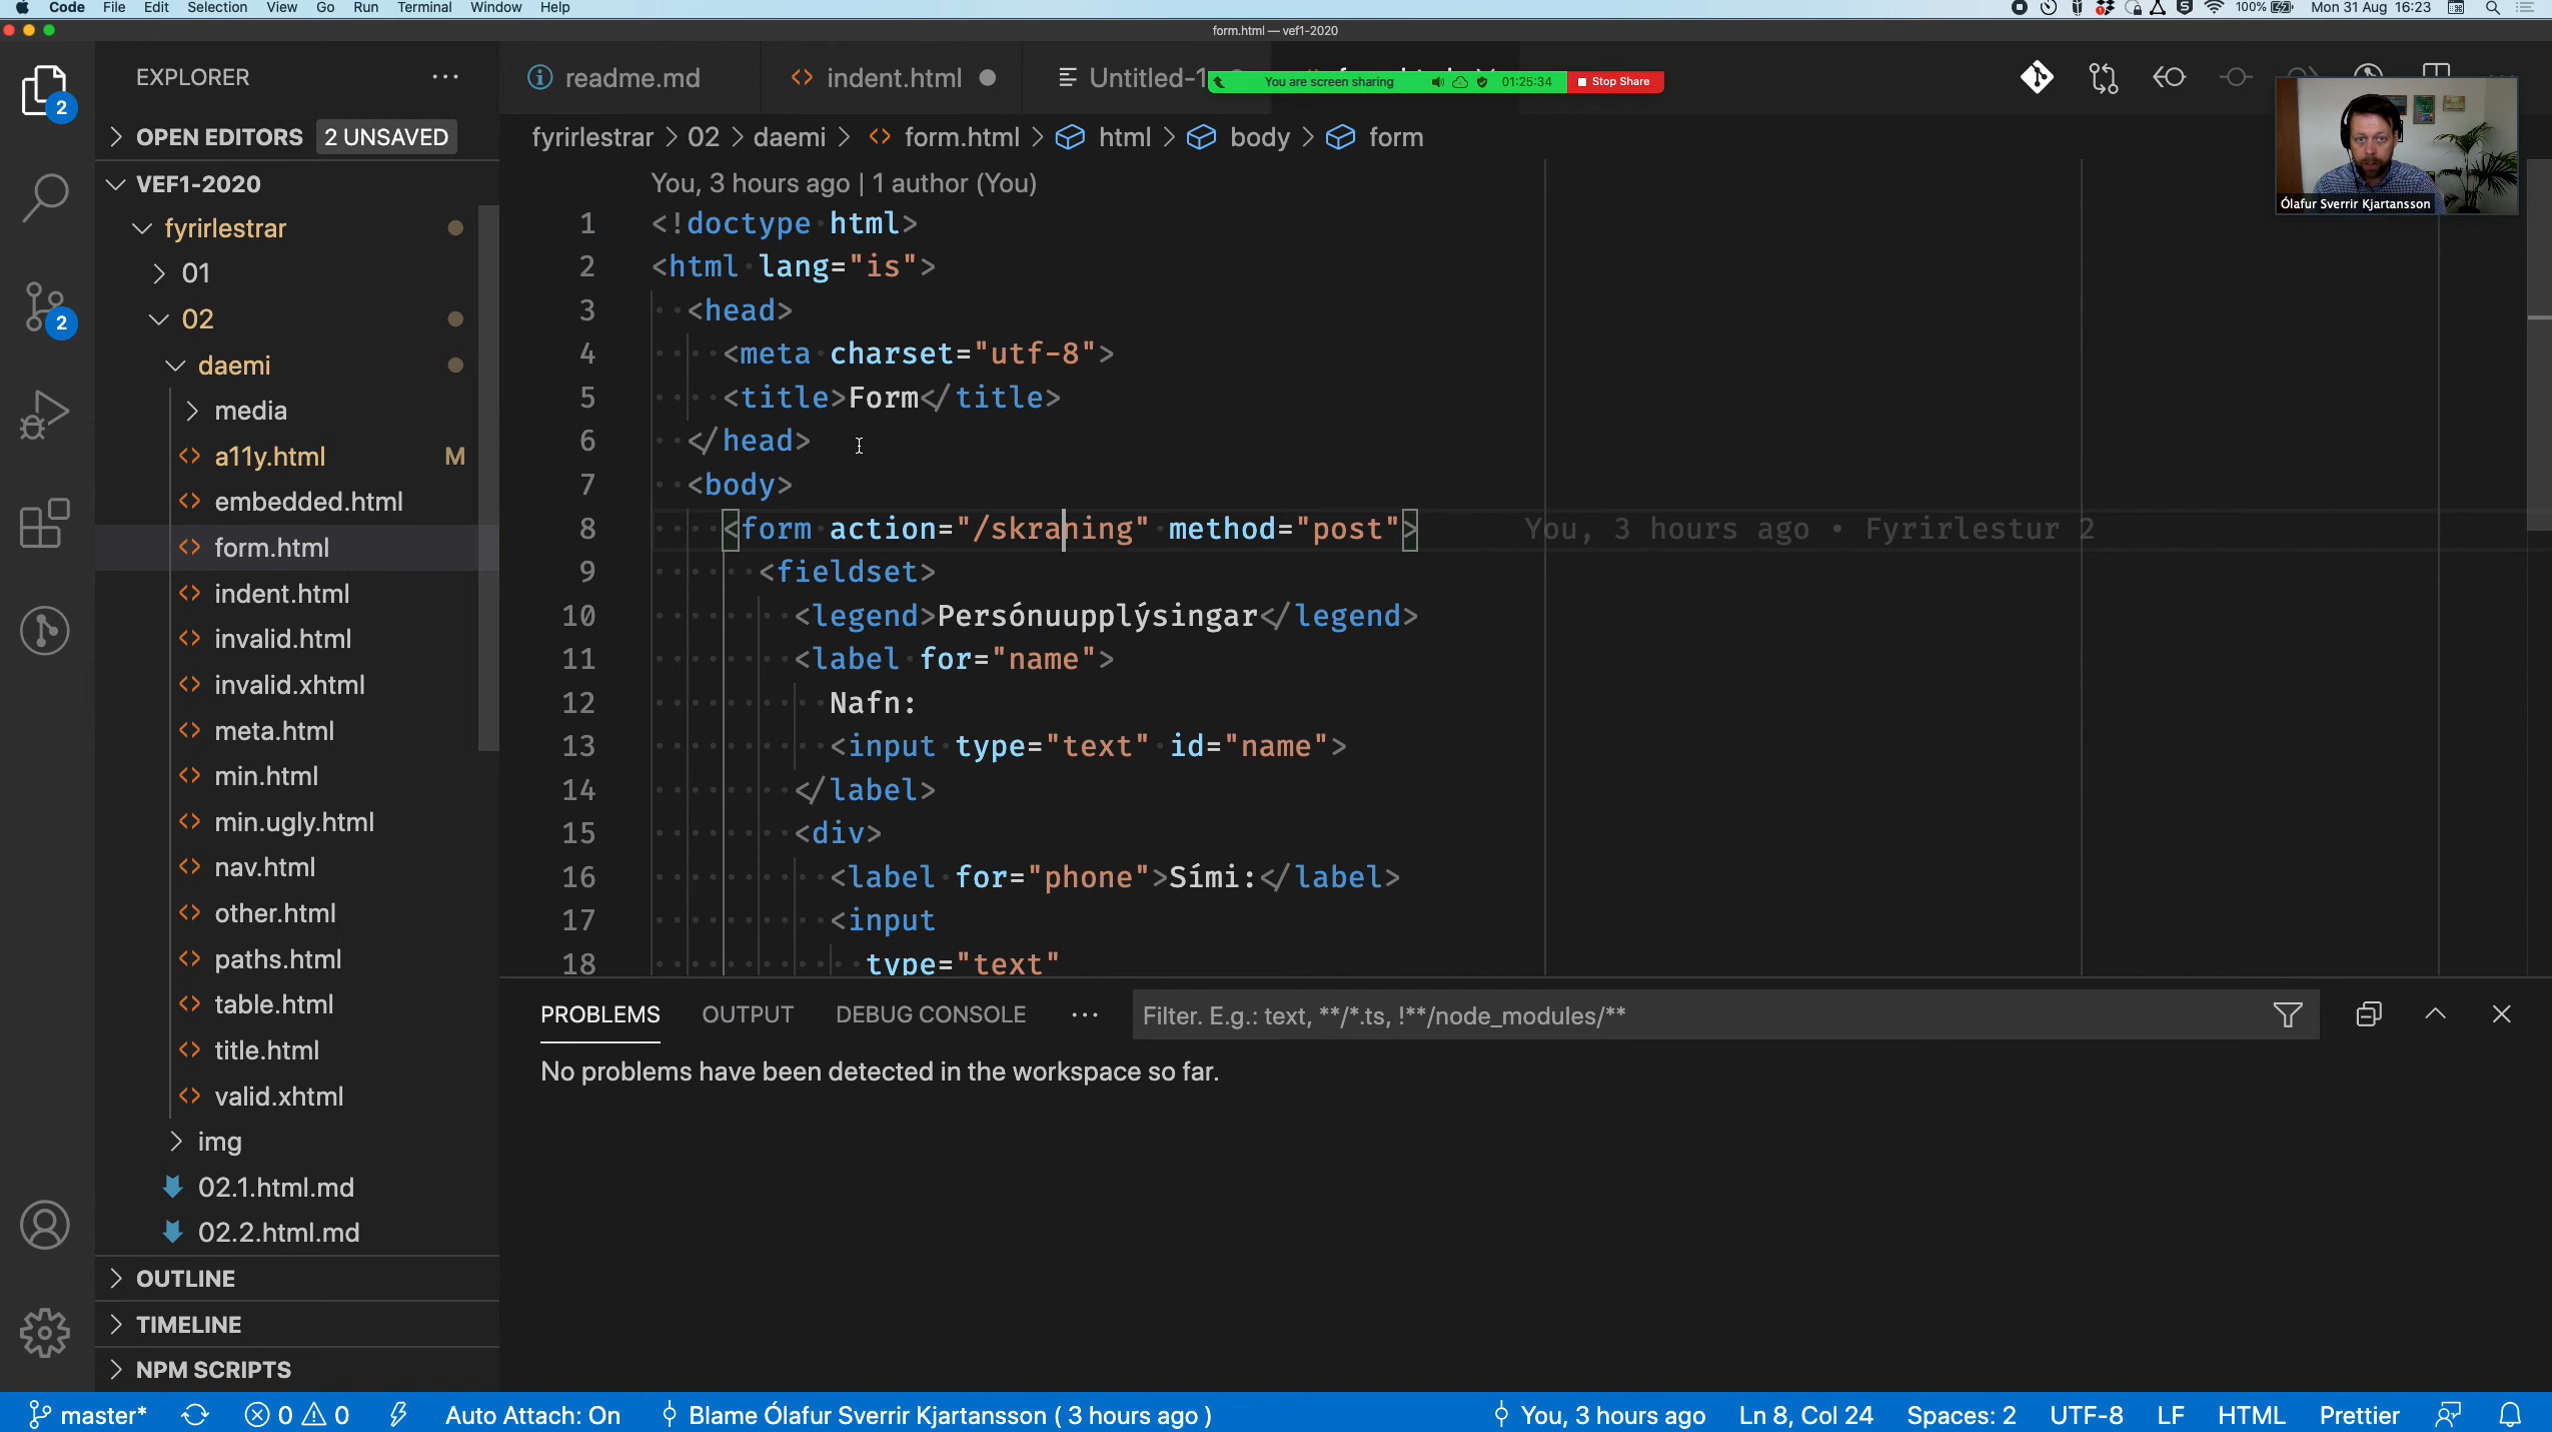 Code File Edit Selection View Go Run Terminal Window Help
100% Mon 31 Aug 16:23
form.html — vef1-2020
EXPLORER
readme.md
indent.html
Untitled-1
You are screen sharing 01:25:34 Stop Share
2
OPEN EDITORS 2 UNSAVED
fyrirlestrar > 02 > daemi > form.html > html > body > form
VEF1-2020
fyrirlestrar
01
02
daemi
media
a11y.html M
embedded.html
form.html
indent.html
invalid.html
invalid.xhtml
meta.html
min.html
min.ugly.html
nav.html
other.html
paths.html
table.html
title.html
valid.xhtml
img
02.1.html.md
02.2.html.md
OUTLINE
TIMELINE
NPM SCRIPTS
2
Ólafur Sverrir Kjartansson
You, 3 hours ago | 1 author (You)
1 <!doctype html>
2 <html lang="is">
3 <head>
4 <meta charset="utf-8">
5 <title>Form</title>
6 </head>
7 <body>
8 <form action="/skraning" method="post"> You, 3 hours ago • Fyrirlestur 2
9 <fieldset>
10 <legend>Persónuupplýsingar</legend>
11 <label for="name">
12 Nafn:
13 <input type="text" id="name">
14 </label>
15 <div>
16 <label for="phone">Sími:</label>
17 <input
18 type="text"
PROBLEMS OUTPUT DEBUG CONSOLE Filter. E.g.: text, **/*.ts, !**/node_modules/**
No problems have been detected in the workspace so far.
master* 0 0 Auto Attach: On Blame Ólafur Sverrir Kjartansson ( 3 hours ago ) You, 3 hours ago Ln 8, Col 24 Spaces: 2 UTF-8 LF HTML Prettier